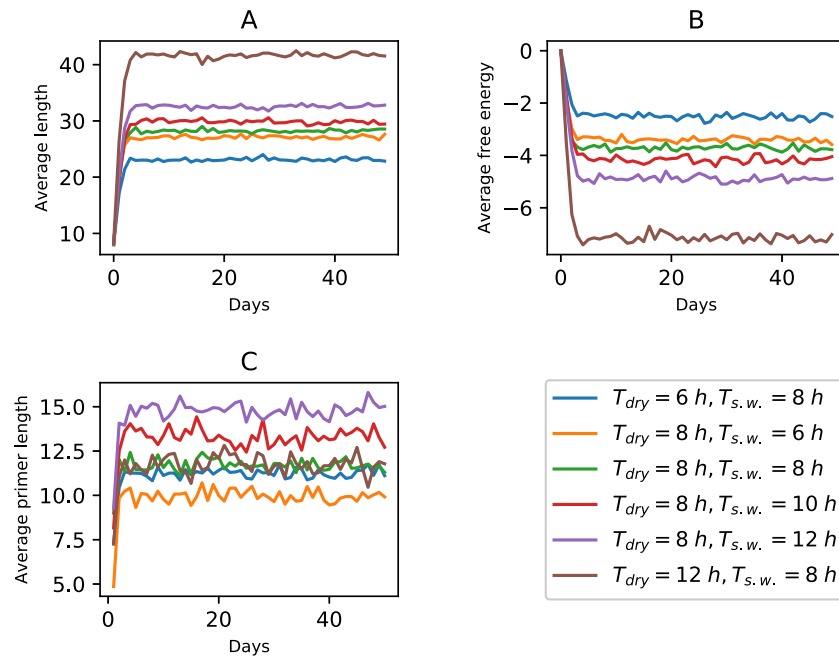 A
Average length
40
30
20
10
0 20 40
Days
B
Average free energy
0
−2
−4
−6
0 20 40
Days
C
Average primer length
15.0
12.5
10.0
7.5
5.0
0 20 40
Days
T_dry = 6 h, T_s.w. = 8 h
T_dry = 8 h, T_s.w. = 6 h
T_dry = 8 h, T_s.w. = 8 h
T_dry = 8 h, T_s.w. = 10 h
T_dry = 8 h, T_s.w. = 12 h
T_dry = 12 h, T_s.w. = 8 h